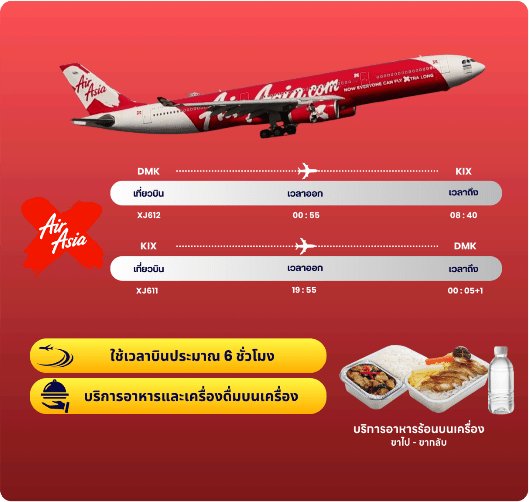 Air
Asia
AirAsia.com
NOW EVERYONE CAN FLY XTRA LONG
DMK
KIX
เที่ยวบิน
เวลาออก
เวลาถึง
XJ612
00 : 55
08 : 40
Air
Asia
KIX
DMK
เที่ยวบิน
เวลาออก
เวลาถึง
XJ611
19 : 55
00 : 05+1
ใช้เวลาบินประมาณ 6 ชั่วโมง
บริการอาหารและเครื่องดื่มบนเครื่อง
บริการอาหารร้อนบนเครื่อง
ขาไป - ขากลับ